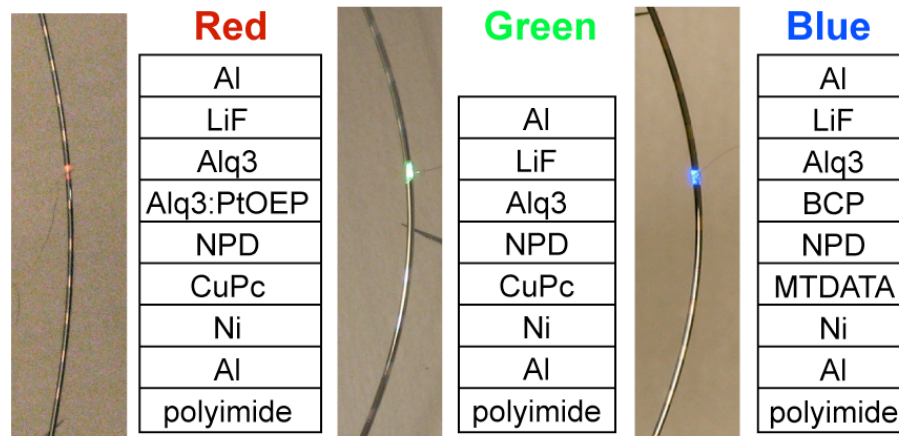 Red
Al
LiF
Alq3
Alq3:PtOEP
NPD
CuPc
Ni
Al
polyimide
Green
Al
LiF
Alq3
NPD
CuPc
Ni
Al
polyimide
Blue
Al
LiF
Alq3
BCP
NPD
MTDATA
Ni
Al
polyimide